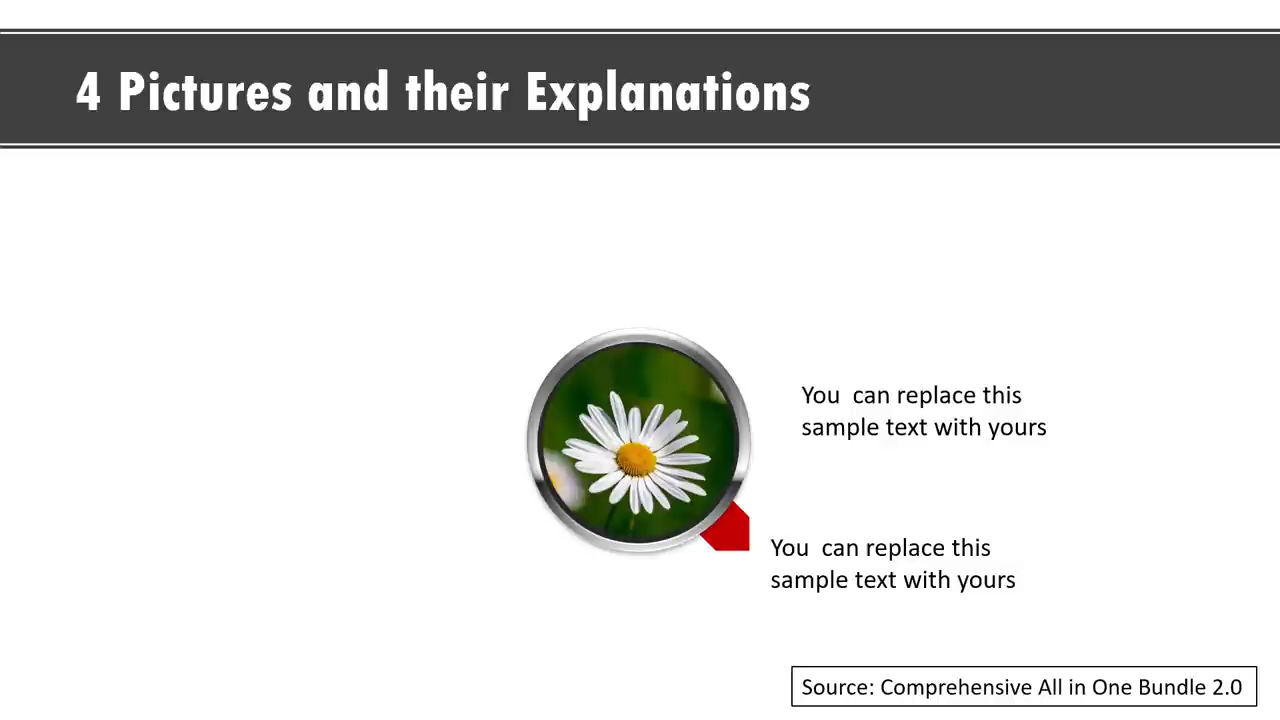 4 Pictures and their Explanations
You  can replace this
sample text with yours
You  can replace this
sample text with yours
Source: Comprehensive All in One Bundle 2.0